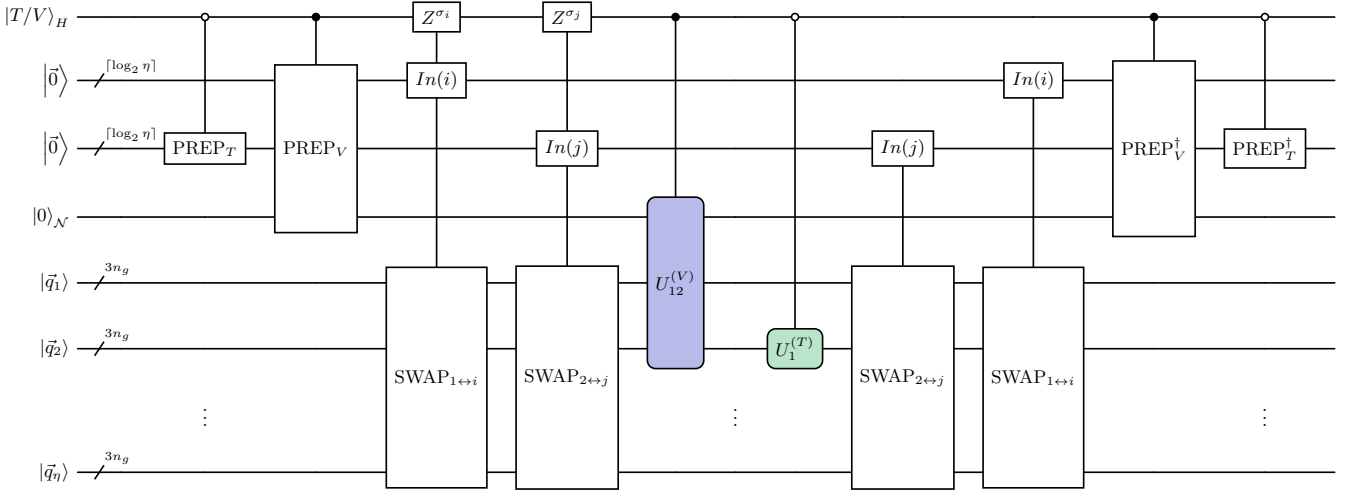 |T/V⟩_H Z^{σ_i} Z^{σ_j}
|0⃗⟩ ⌈log₂ η⌉ In(i) In(i)
|0⃗⟩ ⌈log₂ η⌉ PREP_T PREP_V In(j) In(j) PREP_V^† PREP_T^†
|0⟩_𝒩
|q⃗₁⟩ 3n_g U_{12}^{(V)}
|q⃗₂⟩ 3n_g U_1^{(T)}
SWAP_{1↔i} SWAP_{2↔j} SWAP_{2↔j} SWAP_{1↔i}
⋮ ⋮ ⋮
|q⃗_η⟩ 3n_g